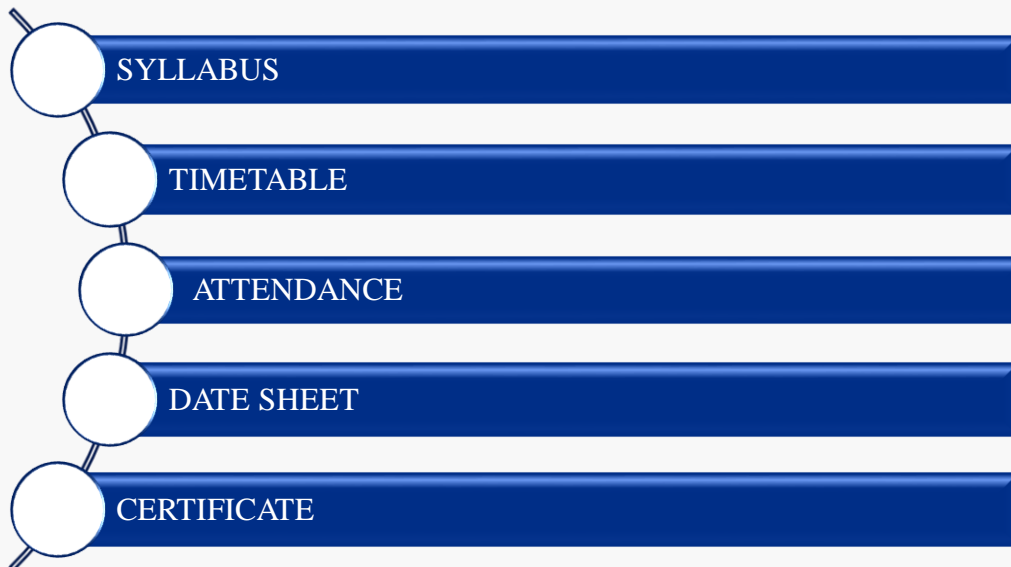 SYLLABUS
TIMETABLE
ATTENDANCE
DATE SHEET
CERTIFICATE